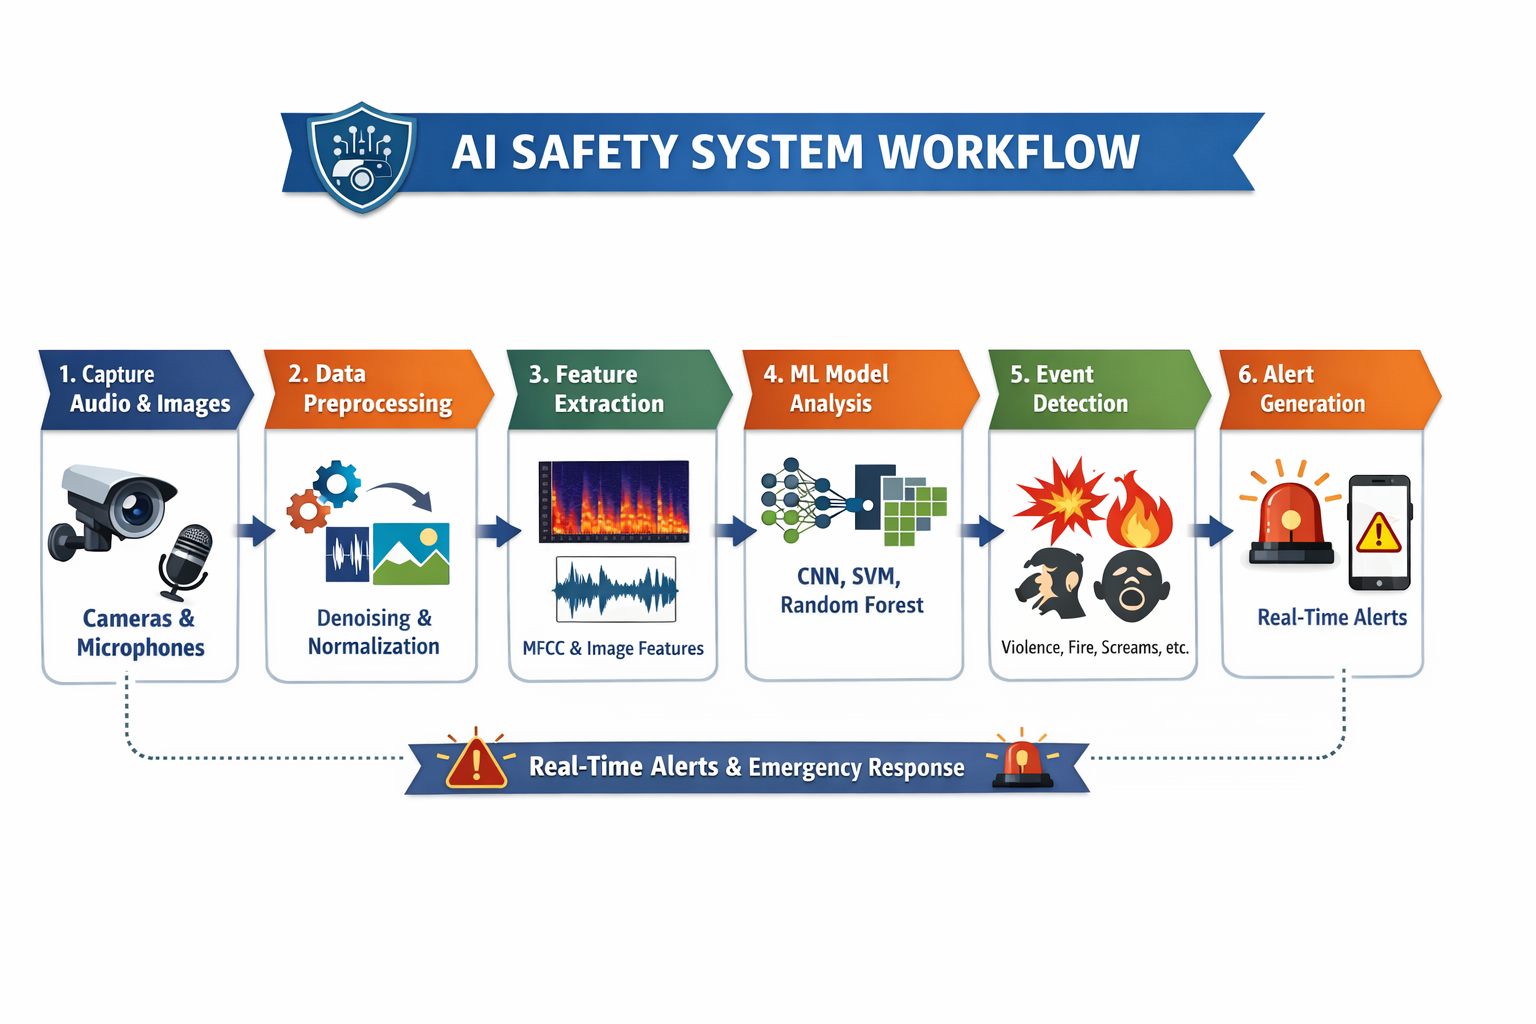 AI SAFETY SYSTEM WORKFLOW
1. Capture
Audio & Images
Cameras &
Microphones
2. Data
Preprocessing
Denoising &
Normalization
3. Feature
Extraction
MFCC & Image Features
4. ML Model
Analysis
CNN, SVM,
Random Forest
5. Event
Detection
Violence, Fire, Screams, etc.
6. Alert
Generation
Real-Time Alerts
Real-Time Alerts & Emergency Response